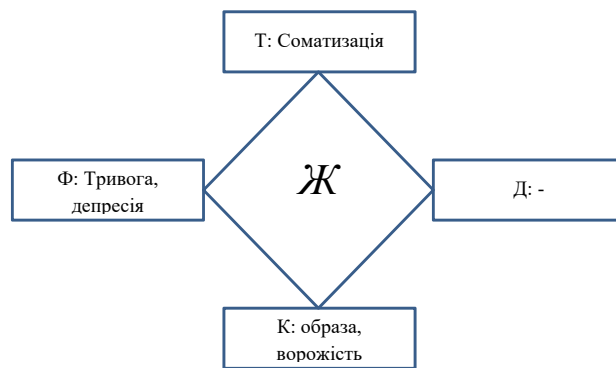 Т: Соматизація
Ф: Тривога,
депресія
Ж
Д: -
К: образа,
ворожість